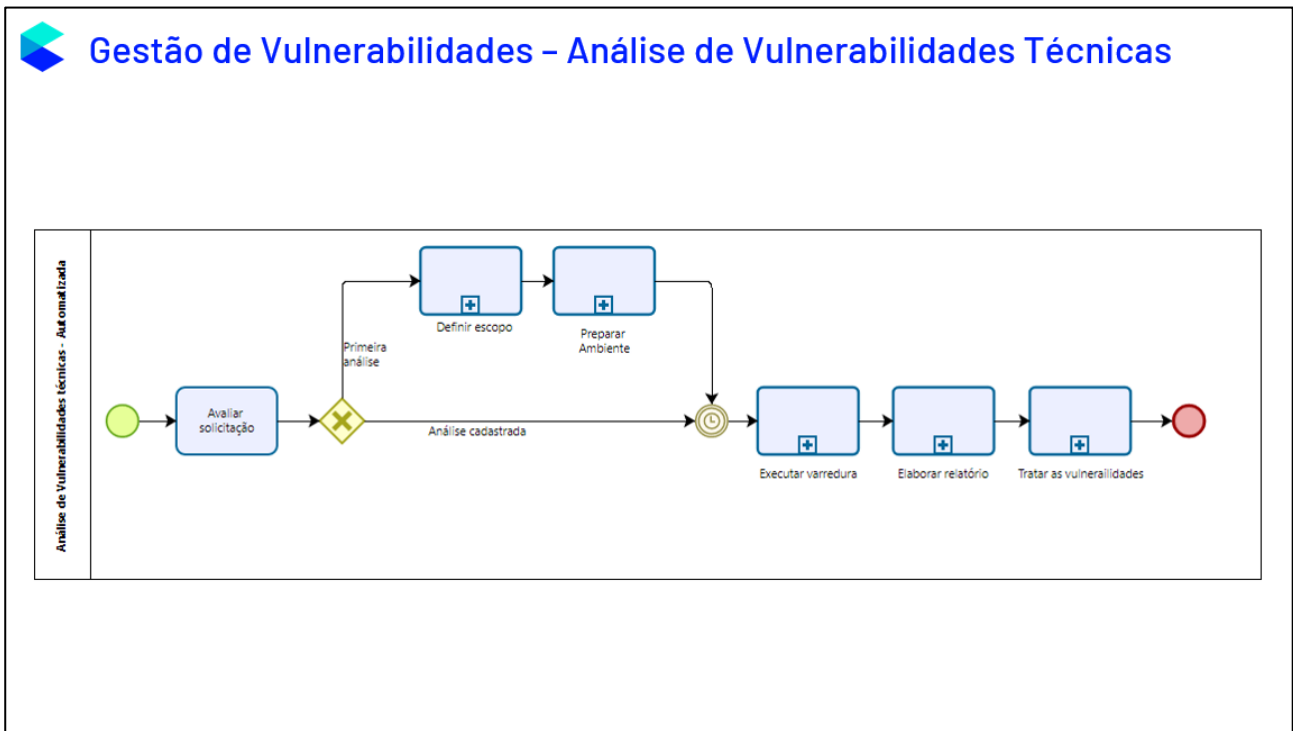 Gestão de Vulnerabilidades – Análise de Vulnerabilidades Técnicas
Análise de Vulnerabilidades técnicas - Automatizada
Definir escopo
Preparar
Ambiente
Primeira
análise
Avaliar
solicitação
Análise cadastrada
Executar varredura
Elaborar relatório
Tratar as vulnerailidades